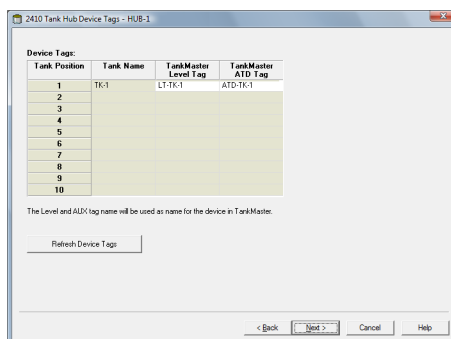 2410 Tank Hub Device Tags - HUB-1
Device Tags:
Tank Position Tank Name TankMaster Level Tag TankMaster ATD Tag
1 TK-1 LT-TK-1 ATD-TK-1
2
3
4
5
6
7
8
9
10
The Level and AUX tag name will be used as name for the device in TankMaster.
Refresh Device Tags
< Back Next > Cancel Help